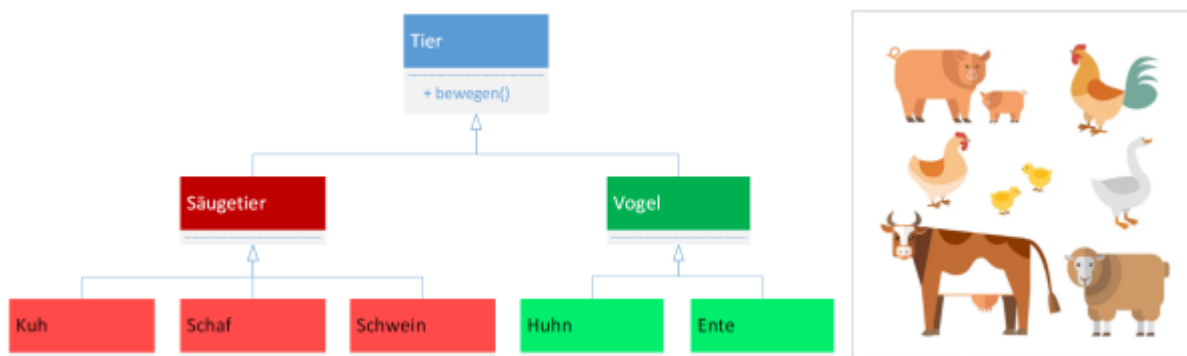 Tier
+ bewegen()
Säugetier
Vogel
Kuh
Schaf
Schwein
Huhn
Ente